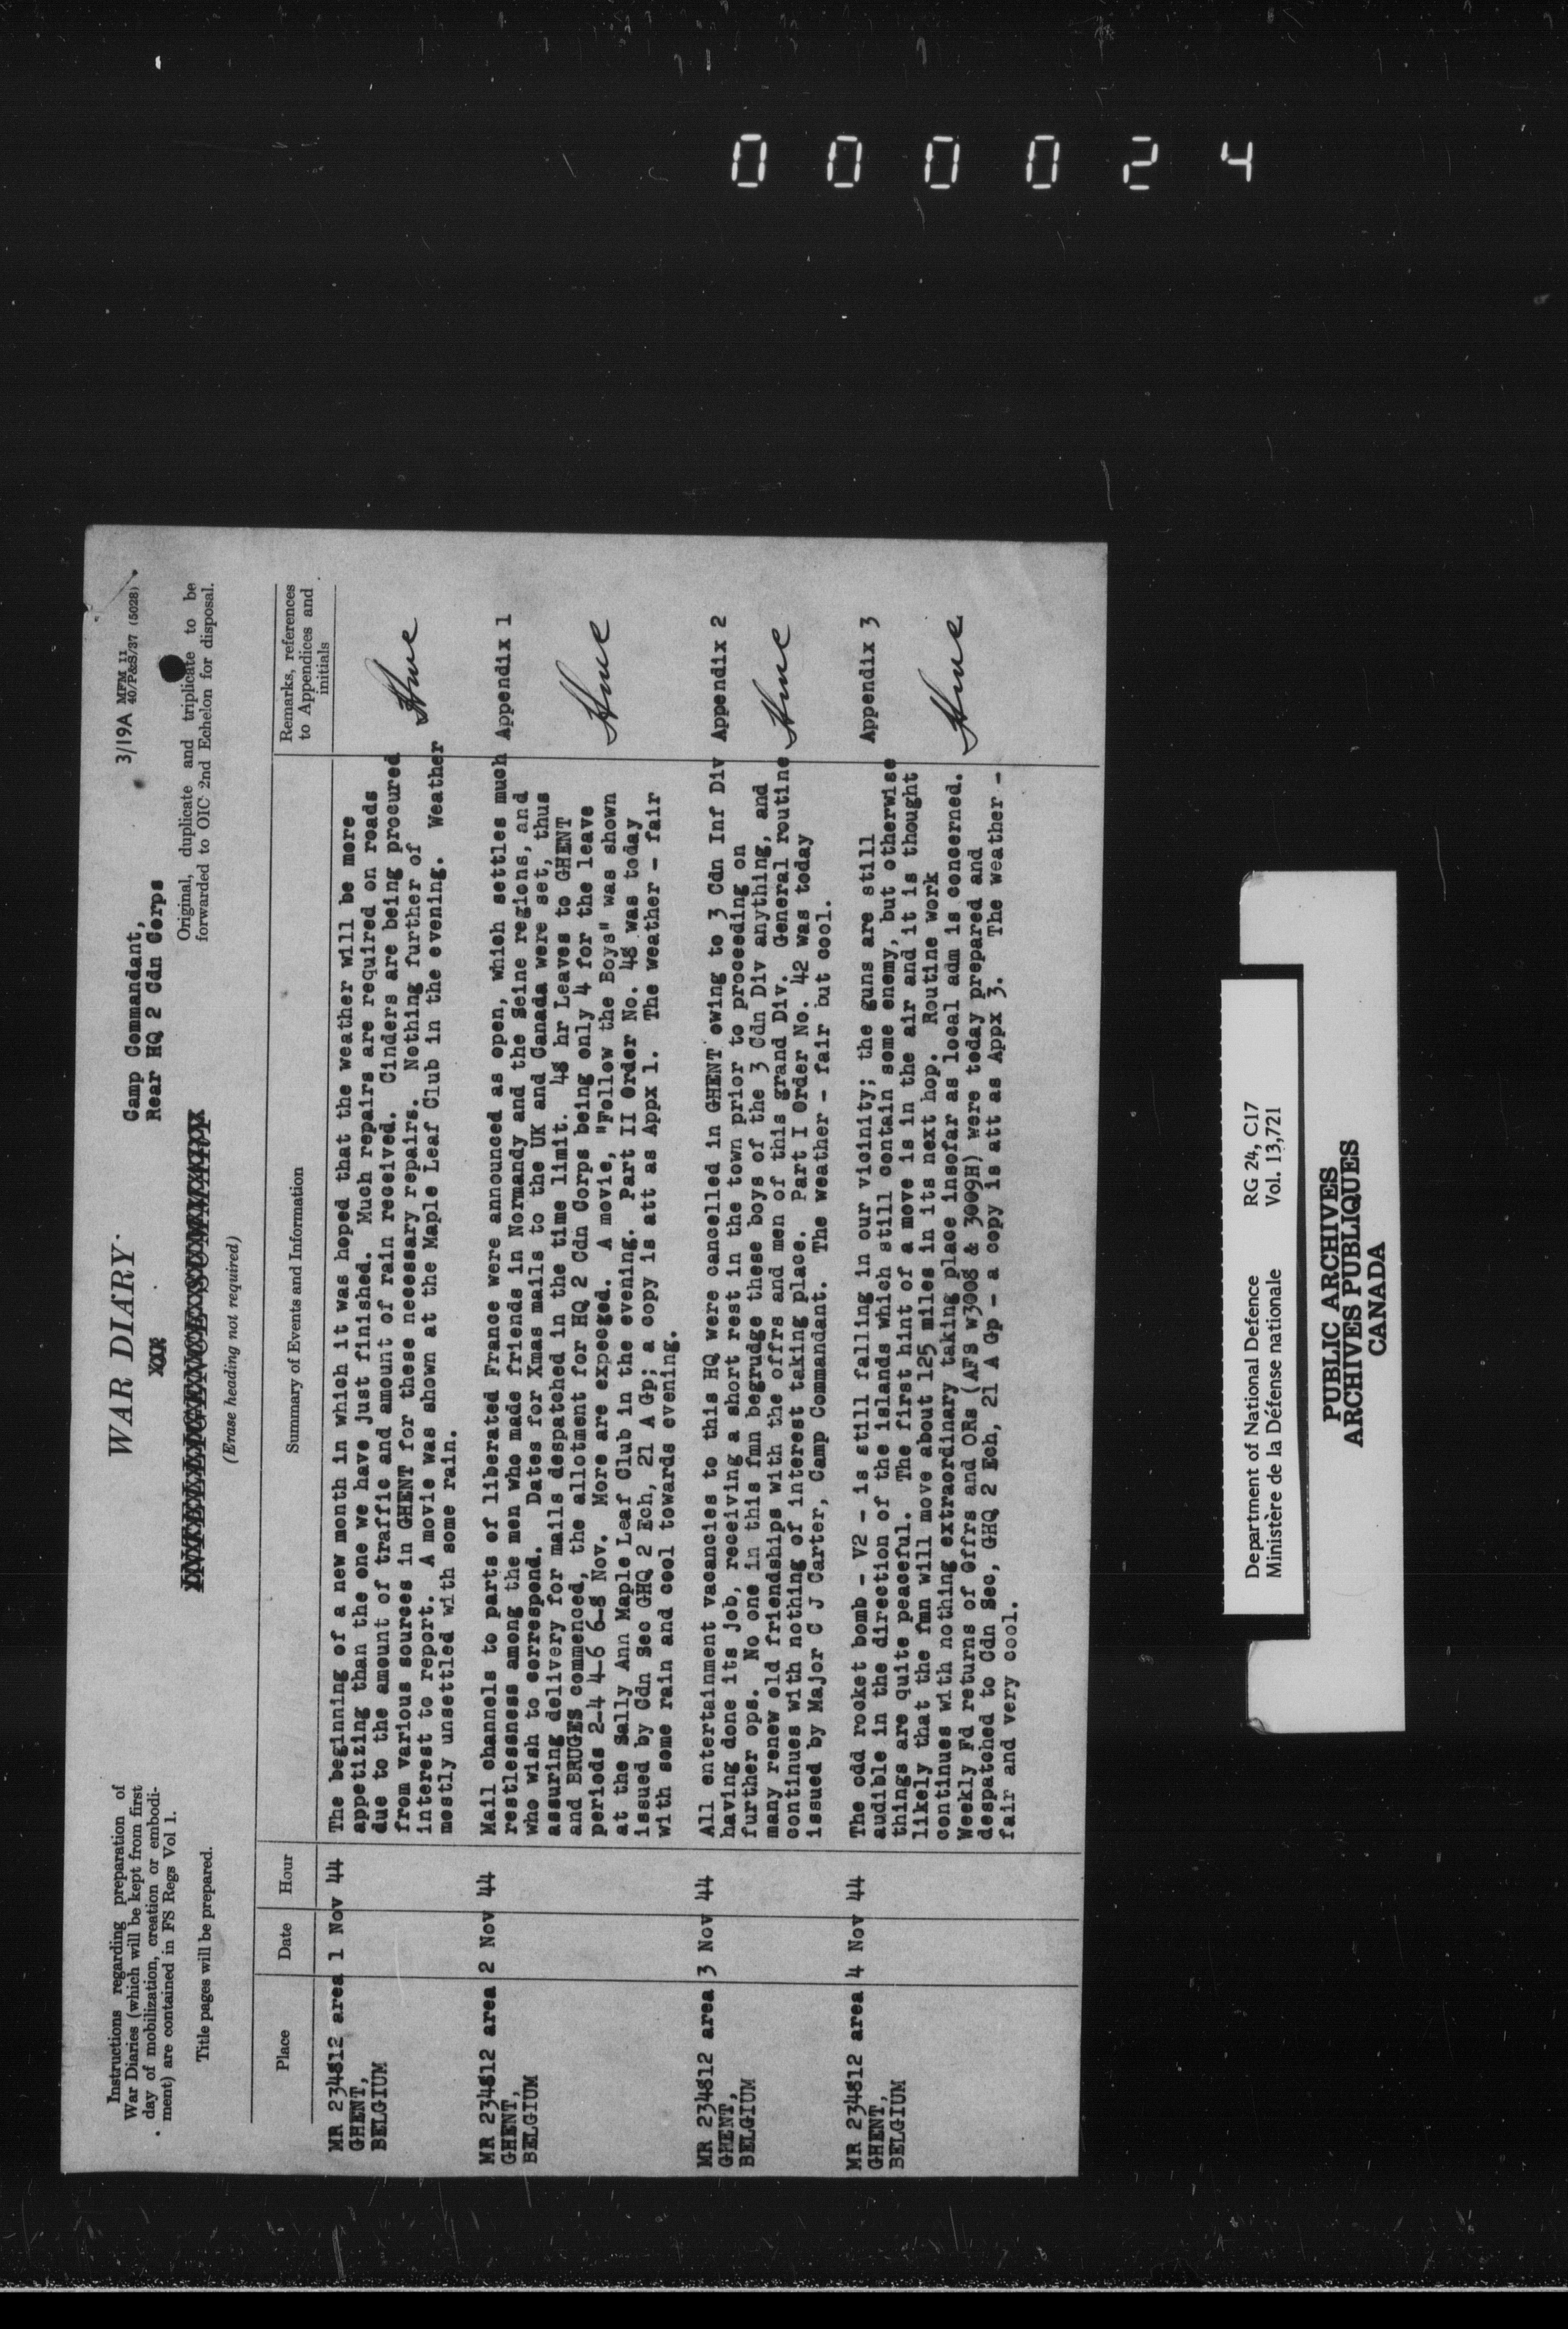 000024
Instructions regarding preparation of
War Diaries (which will be kept from first
day of mobilization, creation or embodi-
ment) are contained in FS Regs Vol 1.
Title pages will be prepared.
WAR DIARY
INTELLIGENCE SUMMARY
(Erase heading not required)
Camp Commandant,
Rear HQ 2 Cdn Corps
3/19A MFM 11
40/P&S/37 (5028)
Original, duplicate and triplicate to be
forwarded to OIC 2nd Echelon for disposal.
Place
Date
Hour
Summary of Events and Information
Remarks, references
to Appendices and
initials
MR 234812 area
GHENT,
BELGIUM
1 Nov 44
The beginning of a new month in which it was hoped that the weather will be more
appetizing than the one we have just finished. Much repairs are required on roads
due to the amount of traffic and amount of rain received. Cinders are being procured
from various sources in GHENT for these necessary repairs. Nothing further of
interest to report. A movie was shown at the Maple Leaf Club in the evening. Weather
mostly unsettled with some rain.
MR 234812 area
GHENT,
BELGIUM
2 Nov 44
Mail channels to parts of liberated France were announced as open, which settles much
restlessness among the men who made friends in Normandy and the Seine regions, and
who wish to correspond. Dates for Xmas mails to the UK and Canada were set, thus
assuring delivery for mails despatched in the time limit. 48 hr Leaves to GHENT
and BRUGES commenced, the allotment for HQ 2 Cdn Corps being only 4 for the leave
periods 2-4 4-6 6-8 Nov. More are expeced. A movie, "Follow the Boys" was shown
at the Sally Ann Maple Leaf Club in the evening. Part II Order No. 48 was today
issued by Cdn Sec GHQ 2 Ech, 21 A Gp; a copy is att as Appx 1. The weather - fair
with some rain and cool towards evening.
Appendix 1
MR 234812 area
GHENT,
BELGIUM
3 Nov 44
All entertainment vacancies to this HQ were cancelled in GHENT owing to 3 Cdn Inf Div
having done its job, receiving a short rest in the town prior to proceeding on
further ops. No one in this fmn begrudge these boys of the 3 Cdn Div anything, and
many renew old friendships with the offrs and men of this grand Div. General routine
continues with nothing of interest taking place. Part I Order No. 42 was today
issued by Major C J Carter, Camp Commandant. The weather - fair but cool.
Appendix 2
MR 234812 area
GHENT,
BELGIUM
4 Nov 44
The odd rocket bomb - V2 - is still falling in our vicinity; the guns are still
audible in the direction of the islands which still contain some enemy, but otherwise
things are quite peaceful. The first hint of a move is in the air and it is thought
likely that the fmn will move about 125 miles in its next hop. Routine work
continues with nothing extraordinary taking place insofar as local adm is concerned.
Weekly Fd returns of Offrs and ORs (AFS w3008 & 3009H) were today prepared and
despatched to Cdn Sec, GHQ 2 Ech, 21 A Gp - a copy is att as Appx 3. The weather -
fair and very cool.
Appendix 3
Department of National Defence RG 24, C17
Ministère de la Défense nationale Vol. 13,721
PUBLIC ARCHIVES
ARCHIVES PUBLIQUES
CANADA